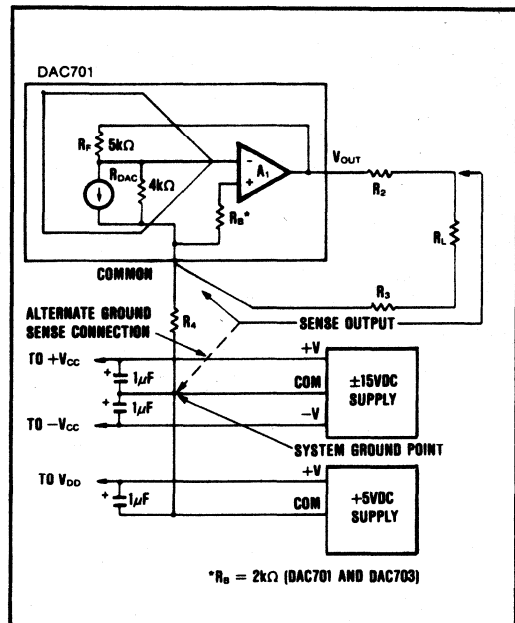 DAC701
RF 5kΩ
RDAC
4kΩ
A1
-
+
RB*
VOUT
R2
RL
R3
COMMON
ALTERNATE GROUND
SENSE CONNECTION
R4
SENSE OUTPUT
TO +VCC
+V
+ 1μF
COM
±15VDC
SUPPLY
+ 1μF
TO -VCC
-V
SYSTEM GROUND POINT
TO VDD
+V
+ 1μF
COM
+5VDC
SUPPLY
*RB = 2kΩ (DAC701 AND DAC703)